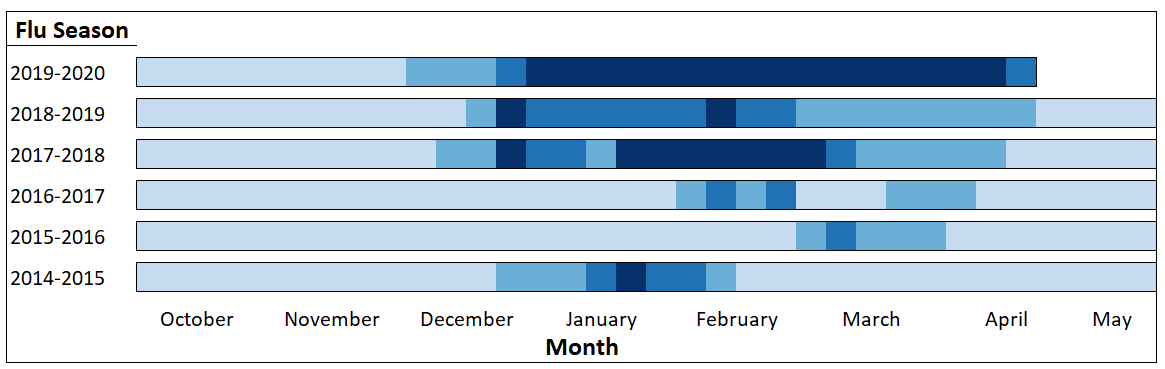 Flu Season
2019-2020
2018-2019
2017-2018
2016-2017
2015-2016
2014-2015
October November December January February March April May
Month